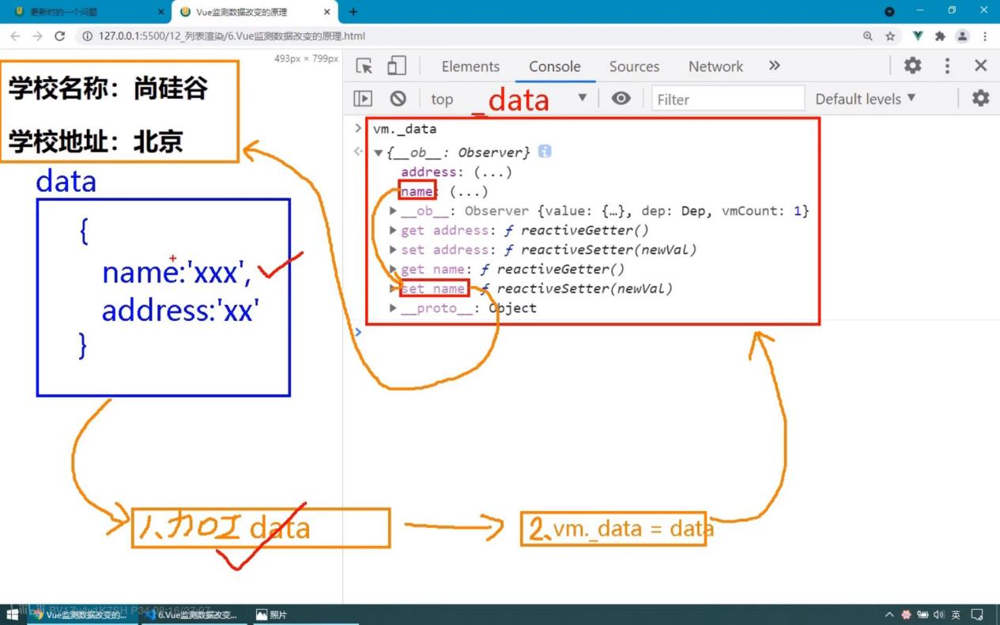 更新时的一个问题
Vue监测数据改变的原理
127.0.0.1:5500/12_列表渲染/6.Vue监测数据改变的原理.html
493px × 799px
学校名称：尚硅谷
学校地址：北京
data
{
name:'xxx',
address:'xx'
}
Elements Console Sources Network
top
_data
Filter
Default levels
vm._data
{__ob__: Observer}
address: (...)
name: (...)
__ob__: Observer {value: {…}, dep: Dep, vmCount: 1}
get address: ƒ reactiveGetter()
set address: ƒ reactiveSetter(newVal)
get name: ƒ reactiveGetter()
set name: ƒ reactiveSetter(newVal)
__proto__: Object
1、加工 data
2、vm._data = data
Vue监测数据改变的...
6.Vue监测数据改变...
照片
英